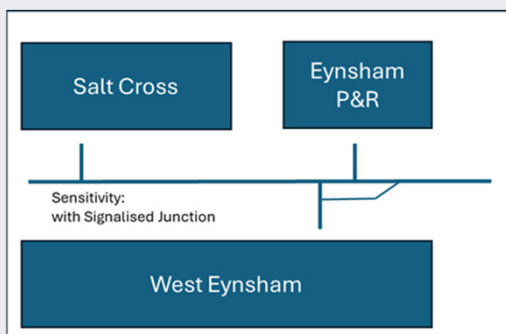 Salt Cross
Eynsham
P&R
Sensitivity:
with Signalised Junction
West Eynsham